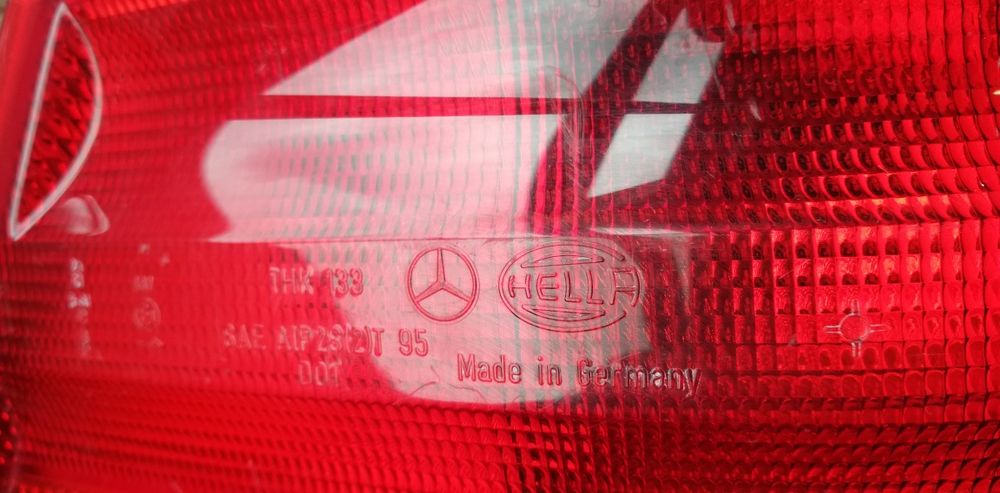 THK 133
HELLA
SAE AIP2S(2)T 95
DOT
Made in Germany